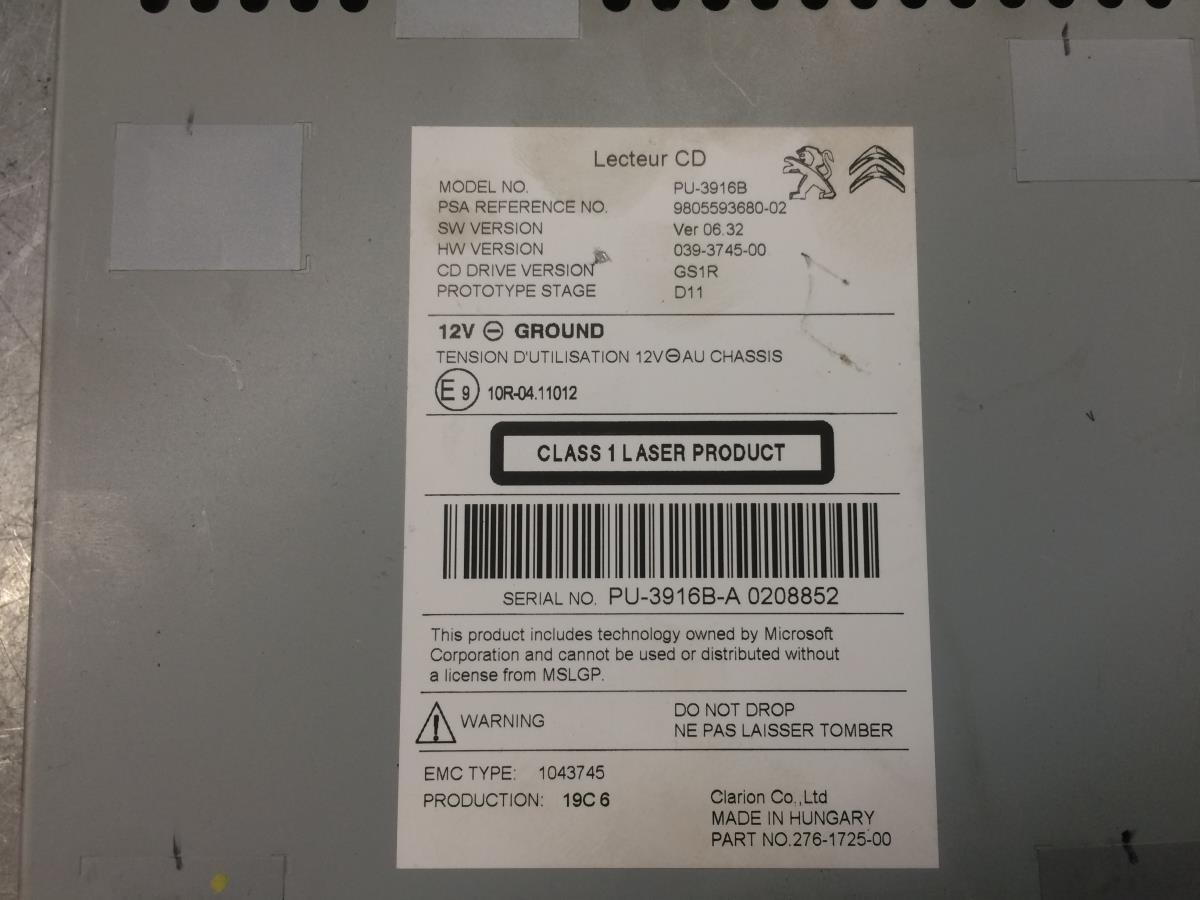 Lecteur CD
MODEL NO. PU-3916B
PSA REFERENCE NO. 9805593680-02
SW VERSION Ver 06.32
HW VERSION 039-3745-00
CD DRIVE VERSION GS1R
PROTOTYPE STAGE D11
12V ⊖ GROUND
TENSION D'UTILISATION 12V⊖AU CHASSIS
E 9 10R-04.11012
CLASS 1 LASER PRODUCT
SERIAL NO. PU-3916B-A 0208852
This product includes technology owned by Microsoft
Corporation and cannot be used or distributed without
a license from MSLGP.
WARNING DO NOT DROP
NE PAS LAISSER TOMBER
EMC TYPE: 1043745
PRODUCTION: 19C 6
Clarion Co.,Ltd
MADE IN HUNGARY
PART NO.276-1725-00